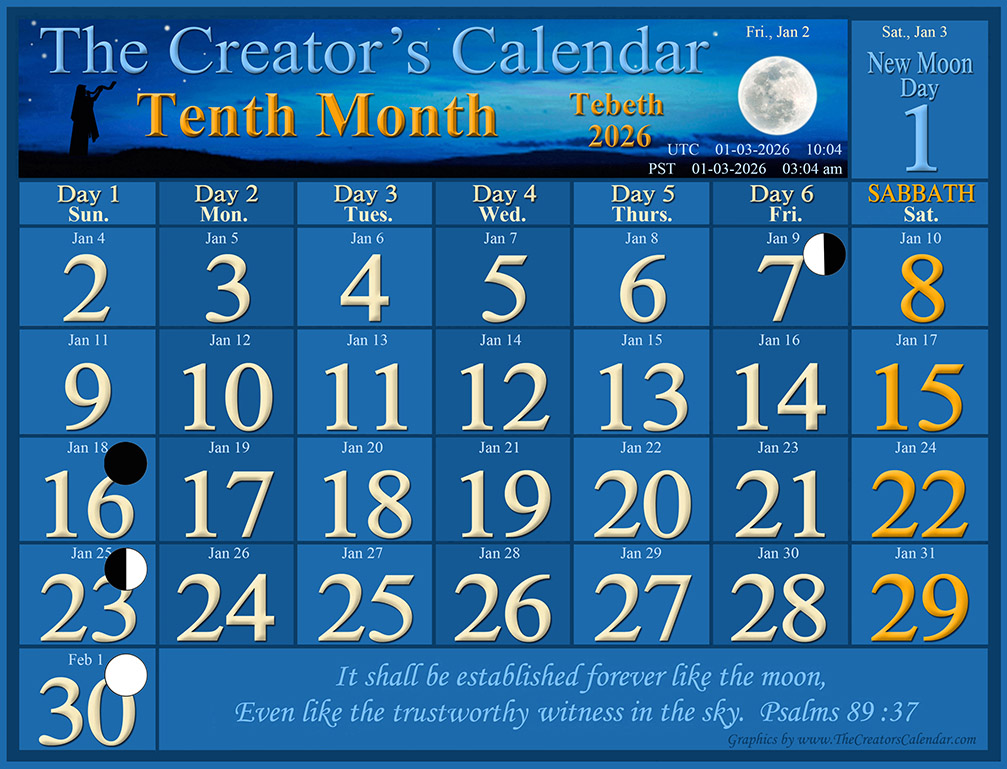 The Creator's Calendar
Tenth Month
Tebeth
2026
Fri., Jan 2
UTC 01-03-2026 10:04
PST 01-03-2026 03:04 am
Sat., Jan 3
New Moon
Day
1
Day 1 Day 2 Day 3 Day 4 Day 5 Day 6 SABBATH
Sun. Mon. Tues. Wed. Thurs. Fri. Sat.
Jan 4 Jan 5 Jan 6 Jan 7 Jan 8 Jan 9 Jan 10
2 3 4 5 6 7 8
Jan 11 Jan 12 Jan 13 Jan 14 Jan 15 Jan 16 Jan 17
9 10 11 12 13 14 15
Jan 18 Jan 19 Jan 20 Jan 21 Jan 22 Jan 23 Jan 24
16 17 18 19 20 21 22
Jan 25 Jan 26 Jan 27 Jan 28 Jan 29 Jan 30 Jan 31
23 24 25 26 27 28 29
Feb 1
30
It shall be established forever like the moon,
Even like the trustworthy witness in the sky. Psalms 89 :37
Graphics by www.TheCreatorsCalendar.com